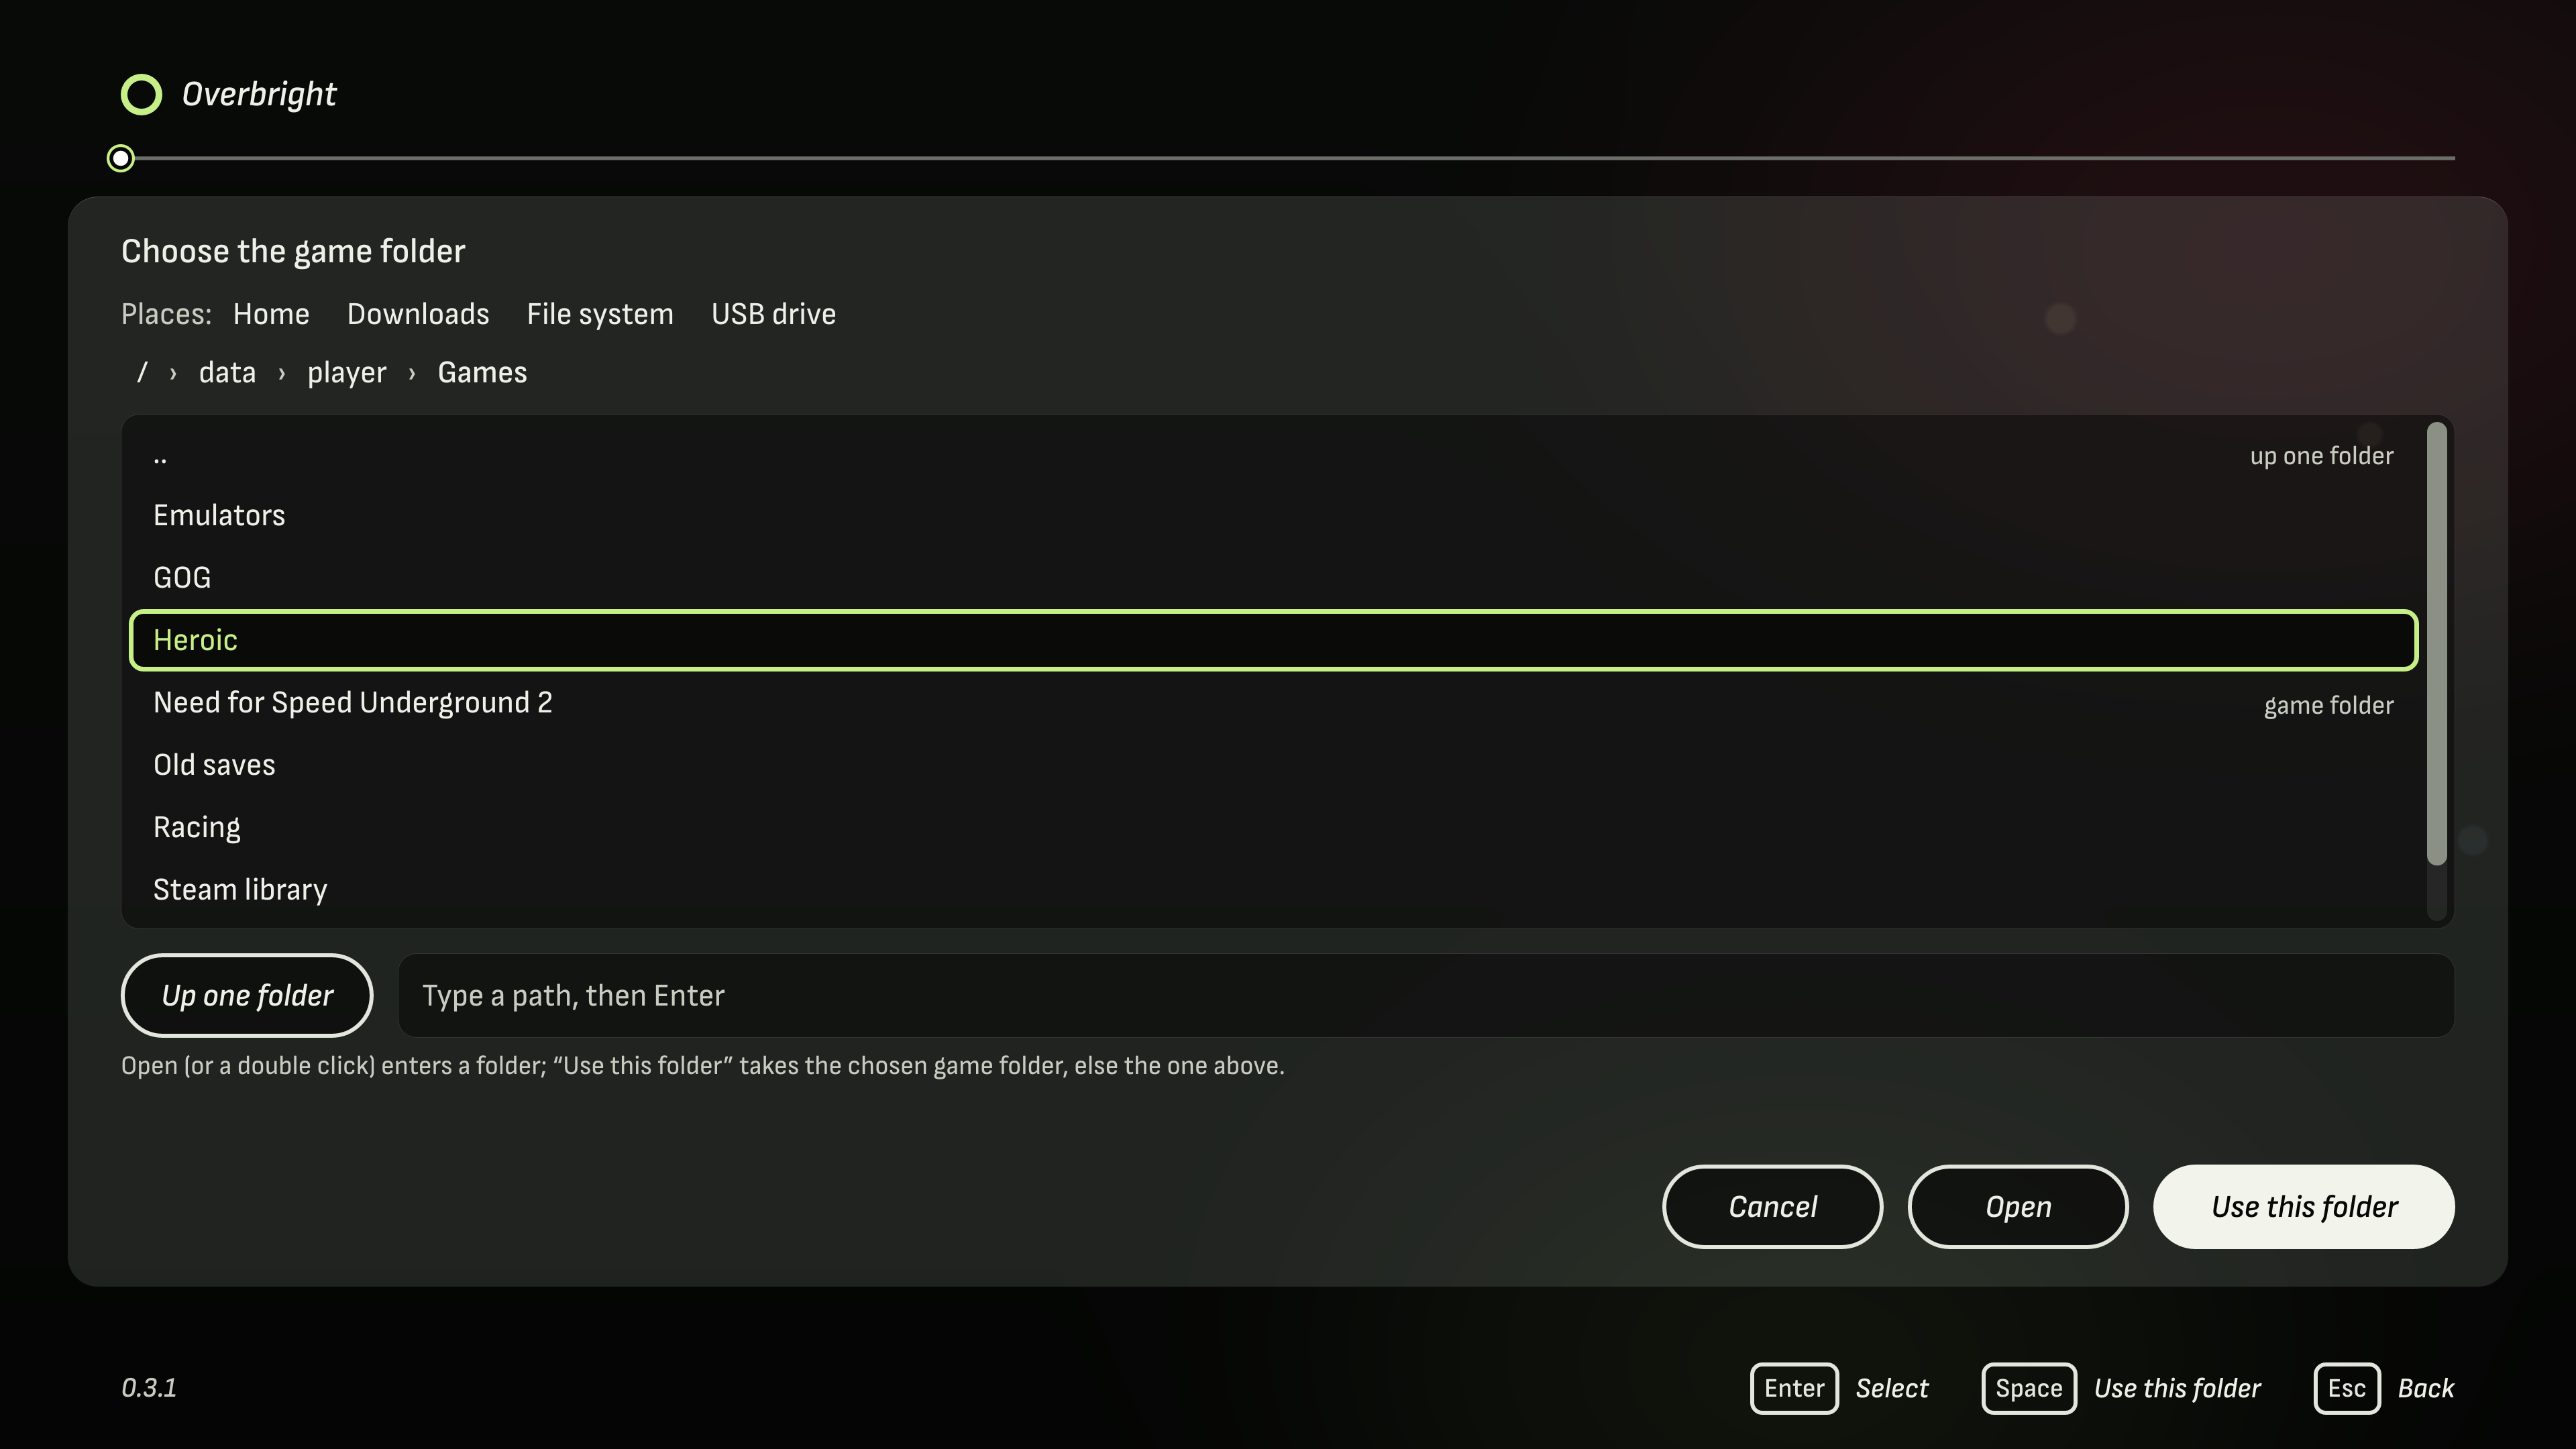 Overbright
Choose the game folder
Places: Home Downloads File system USB drive
/ › data › player › Games
.. up one folder
Emulators
GOG
Heroic
Need for Speed Underground 2 game folder
Old saves
Racing
Steam library
Up one folder Type a path, then Enter
Open (or a double click) enters a folder; “Use this folder” takes the chosen game folder, else the one above.
Cancel Open Use this folder
0.3.1 Enter Select Space Use this folder Esc Back